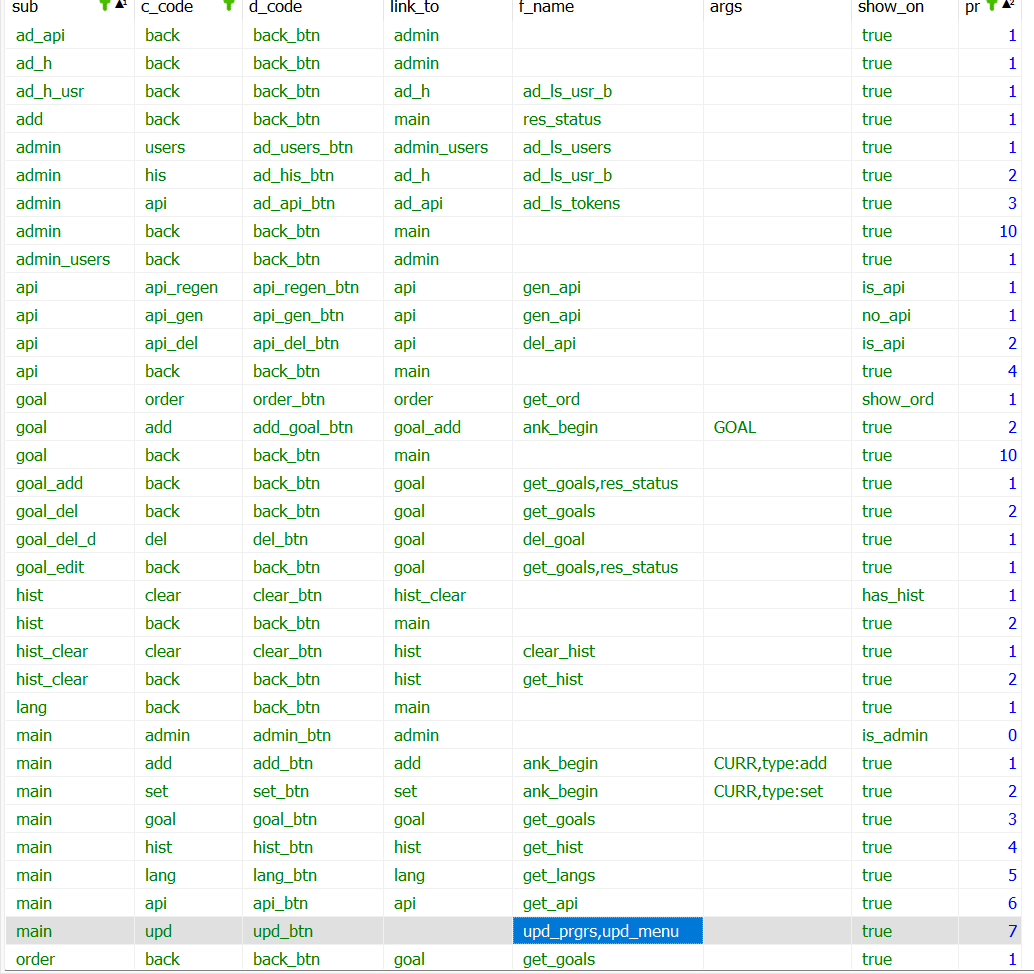 sub 1 c_code d_code link_to f_name args show_on pr 2
ad_api back back_btn admin true 1
ad_h back back_btn admin true 1
ad_h_usr back back_btn ad_h ad_ls_usr_b true 1
add back back_btn main res_status true 1
admin users ad_users_btn admin_users ad_ls_users true 1
admin his ad_his_btn ad_h ad_ls_usr_b true 2
admin api ad_api_btn ad_api ad_ls_tokens true 3
admin back back_btn main true 10
admin_users back back_btn admin true 1
api api_regen api_regen_btn api gen_api is_api 1
api api_gen api_gen_btn api gen_api no_api 1
api api_del api_del_btn api del_api is_api 2
api back back_btn main true 4
goal order order_btn order get_ord show_ord 1
goal add add_goal_btn goal_add ank_begin GOAL true 2
goal back back_btn main true 10
goal_add back back_btn goal get_goals,res_status true 1
goal_del back back_btn goal get_goals true 2
goal_del_d del del_btn goal del_goal true 1
goal_edit back back_btn goal get_goals,res_status true 1
hist clear clear_btn hist_clear has_hist 1
hist back back_btn main true 2
hist_clear clear clear_btn hist clear_hist true 1
hist_clear back back_btn hist get_hist true 2
lang back back_btn main true 1
main admin admin_btn admin is_admin 0
main add add_btn add ank_begin CURR,type:add true 1
main set set_btn set ank_begin CURR,type:set true 2
main goal goal_btn goal get_goals true 3
main hist hist_btn hist get_hist true 4
main lang lang_btn lang get_langs true 5
main api api_btn api get_api true 6
main upd upd_btn upd_prgrs,upd_menu true 7
order back back_btn goal get_goals true 1